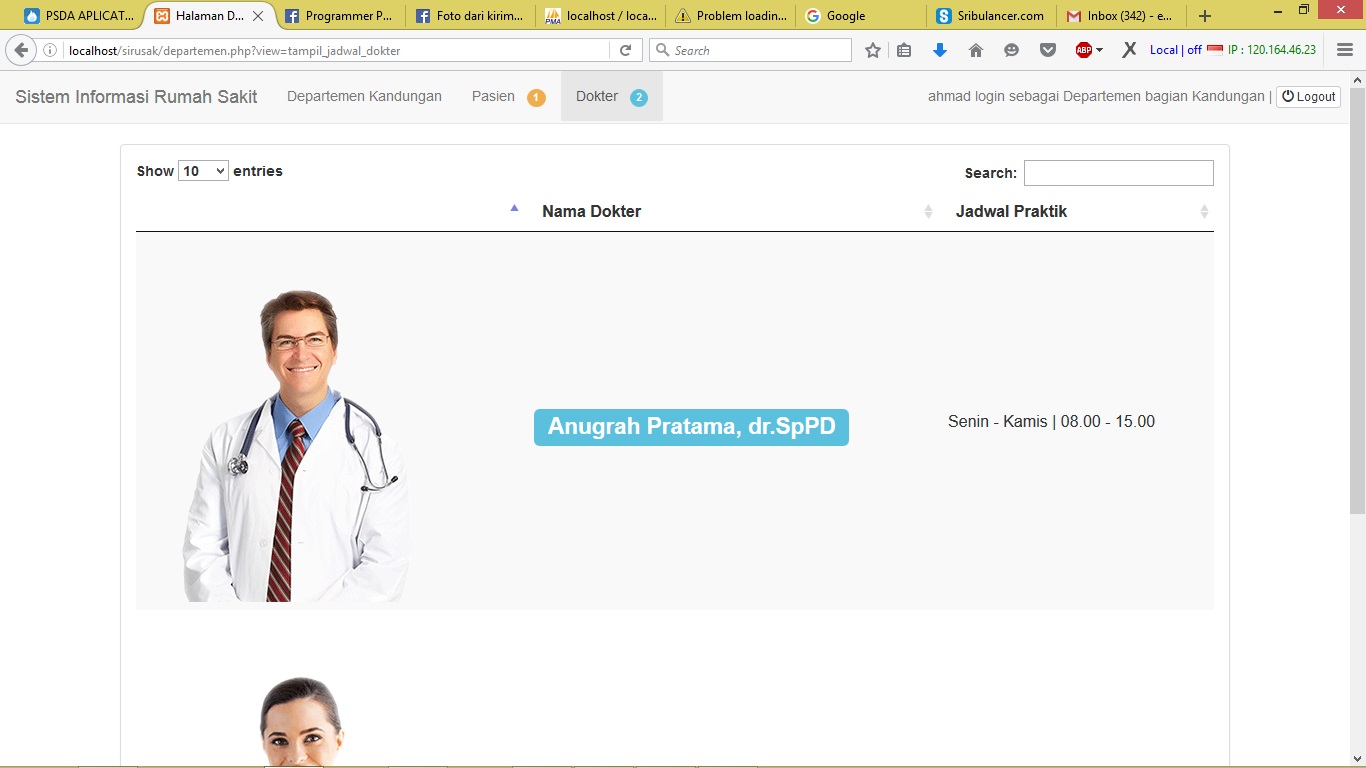 PSDA APLICAT... Halaman D... Programmer P... Foto dari kirim... localhost / loca... Problem loadin... Google Sribulancer.com Inbox (342) - e...
localhost/sirusak/departemen.php?view=tampil_jadwal_dokter Search ABP Local | off IP : 120.164.46.23
Sistem Informasi Rumah Sakit Departemen Kandungan Pasien 1 Dokter 2 ahmad login sebagai Departemen bagian Kandungan | Logout
Show 10 entries Search:
Nama Dokter Jadwal Praktik
Anugrah Pratama, dr.SpPD Senin - Kamis | 08.00 - 15.00